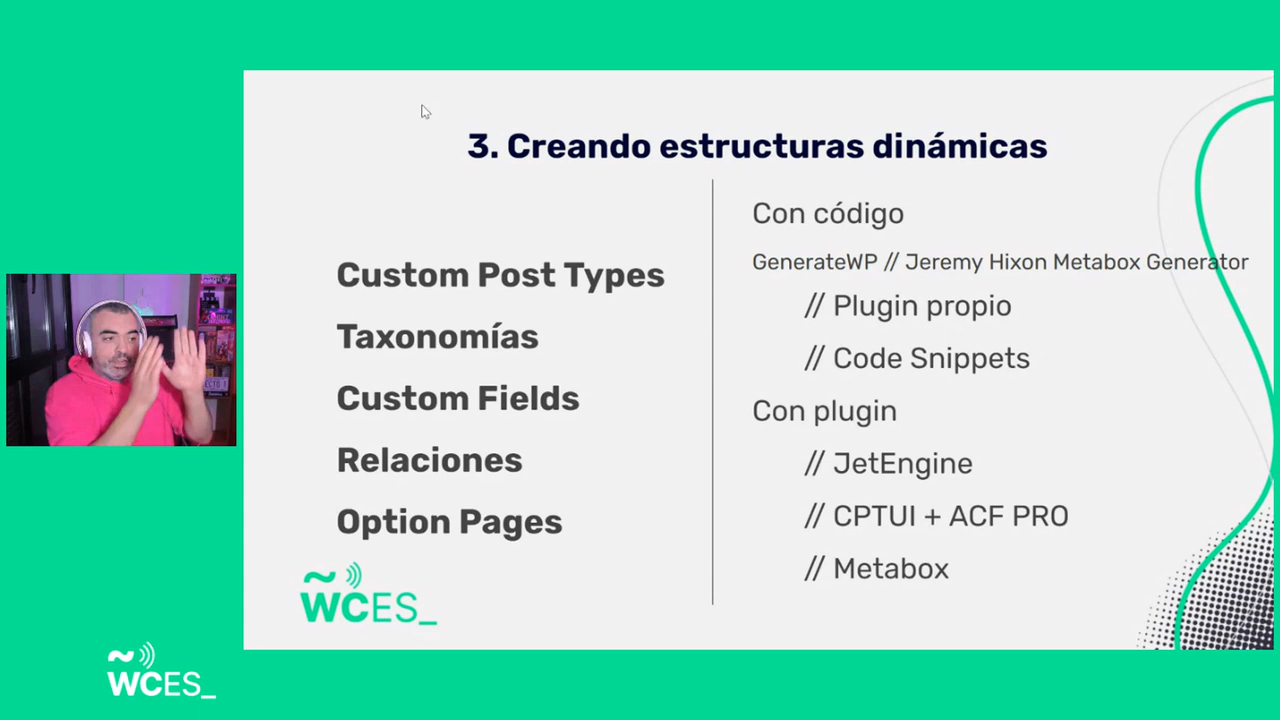 3. Creando estructuras dinámicas
Custom Post Types
Taxonomías
Custom Fields
Relaciones
Option Pages
Con código
GenerateWP // Jeremy Hixon Metabox Generator
// Plugin propio
// Code Snippets
Con plugin
// JetEngine
// CPTUI + ACF PRO
// Metabox
~
WCES_
~
WCES_